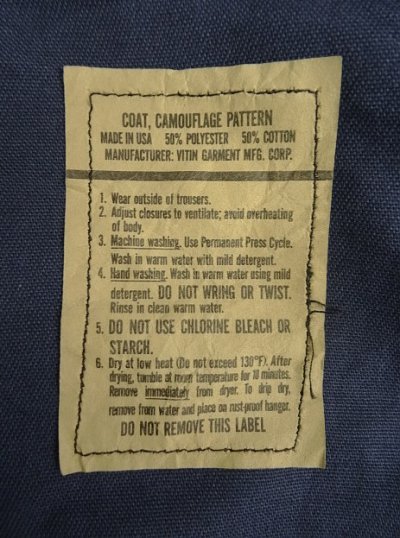 COAT, CAMOUFLAGE PATTERN
MADE IN USA 50% POLYESTER 50% COTTON
MANUFACTURER: VITIN GARMENT MFG. CORP.
1. Wear outside of trousers.
2. Adjust closures to ventilate; avoid overheating
of body.
3. Machine washing. Use Permanent Press Cycle.
Wash in warm water with mild detergent.
4. Hand washing. Wash in warm water using mild
detergent. DO NOT WRING OR TWIST.
Rinse in clean warm water.
5. DO NOT USE CHLORINE BLEACH OR
STARCH.
6. Dry at low heat (Do not exceed 130°F). After
drying, tumble at room temperature for 10 minutes.
Remove immediately from dryer. To drip dry,
remove from water and place on rust-proof hanger.
DO NOT REMOVE THIS LABEL